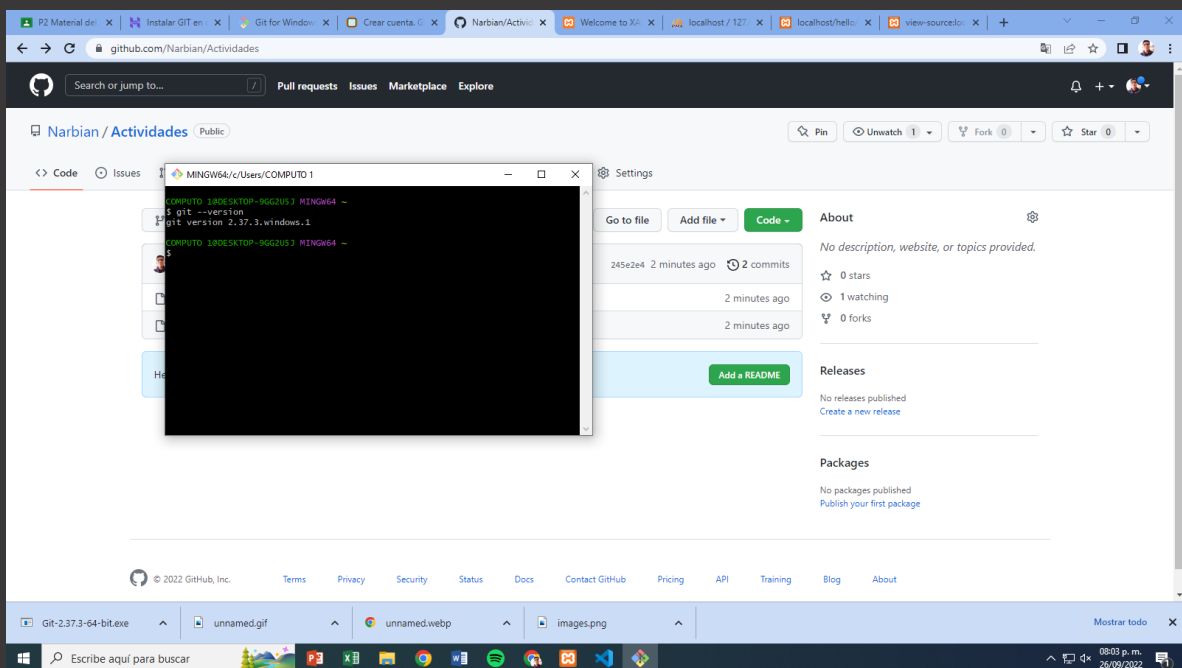 P2 Material de
Instalar GIT en
Git for Window
Crear cuenta. G
Narbian/Activid
Welcome to XA
localhost / 127.
localhost/hello/
view-source:loc
github.com/Narbian/Actividades
Search or jump to... /
Pull requests Issues Marketplace Explore
Narbian / Actividades Public
Pin Unwatch 1 Fork 0 Star 0
Code Issues Settings
MINGW64:/c/Users/COMPUTO 1
COMPUTO 1@DESKTOP-9GG2U5J MINGW64 ~
$ git --version
git version 2.37.3.windows.1
COMPUTO 1@DESKTOP-9GG2U5J MINGW64 ~
$
Go to file Add file Code
245e2e4 2 minutes ago 2 commits
2 minutes ago
2 minutes ago
He
Add a README
About
No description, website, or topics provided.
0 stars
1 watching
0 forks
Releases
No releases published
Create a new release
Packages
No packages published
Publish your first package
© 2022 GitHub, Inc. Terms Privacy Security Status Docs Contact GitHub Pricing API Training Blog About
Git-2.37.3-64-bit.exe unnamed.gif unnamed.webp images.png Mostrar todo
Escribe aquí para buscar
08:03 p. m.
26/09/2022